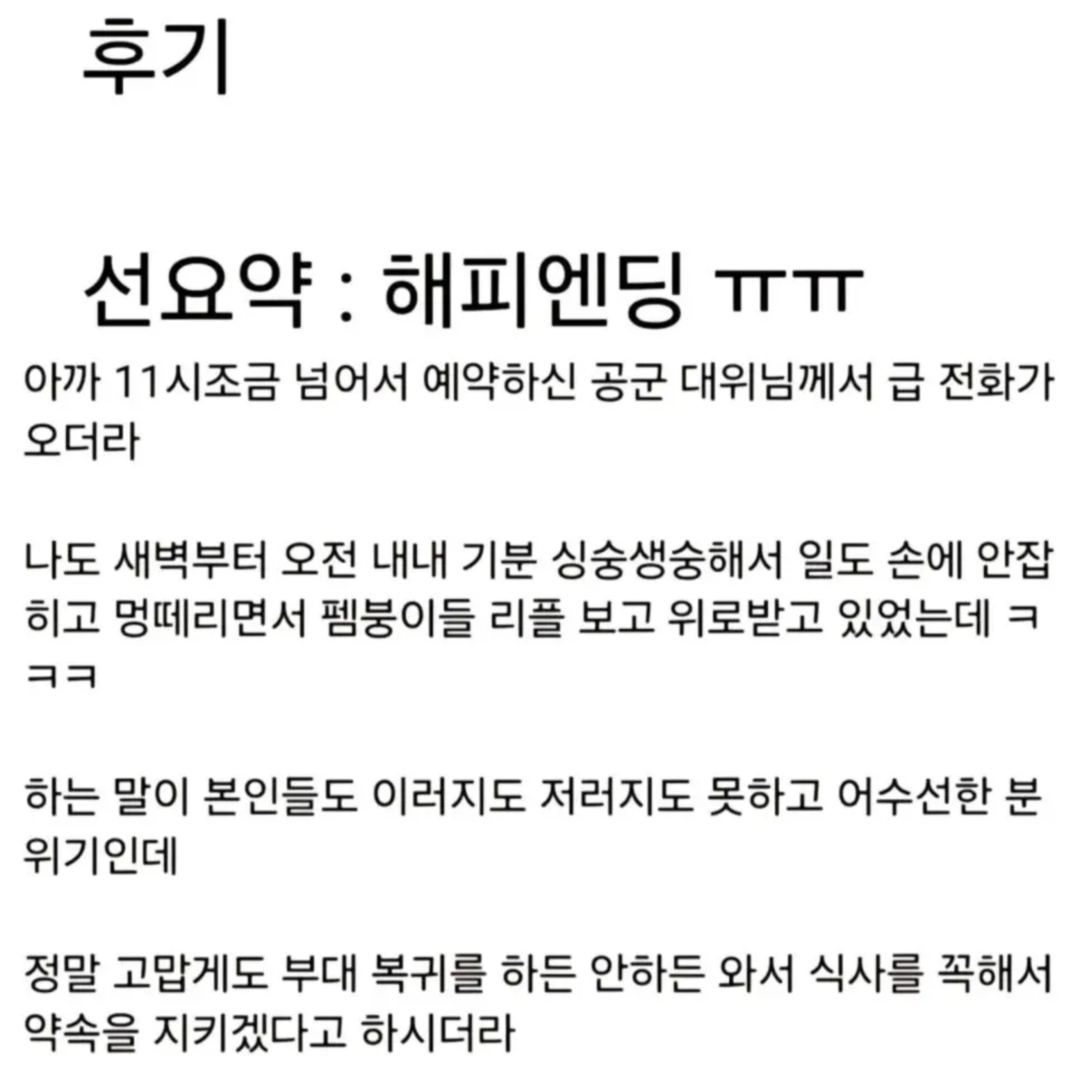 후기
선요약 : 해피엔딩 ㅠㅠ
아까 11시조금 넘어서 예약하신 공군 대위님께서 급 전화가
오더라
나도 새벽부터 오전 내내 기분 싱숭생숭해서 일도 손에 안잡
히고 멍떼리면서 펨붕이들 리플 보고 위로받고 있었는데 ㅋ
ㅋㅋ
하는 말이 본인들도 이러지도 저러지도 못하고 어수선한 분
위기인데
정말 고맙게도 부대 복귀를 하든 안하든 와서 식사를 꼭해서
약속을 지키겠다고 하시더라